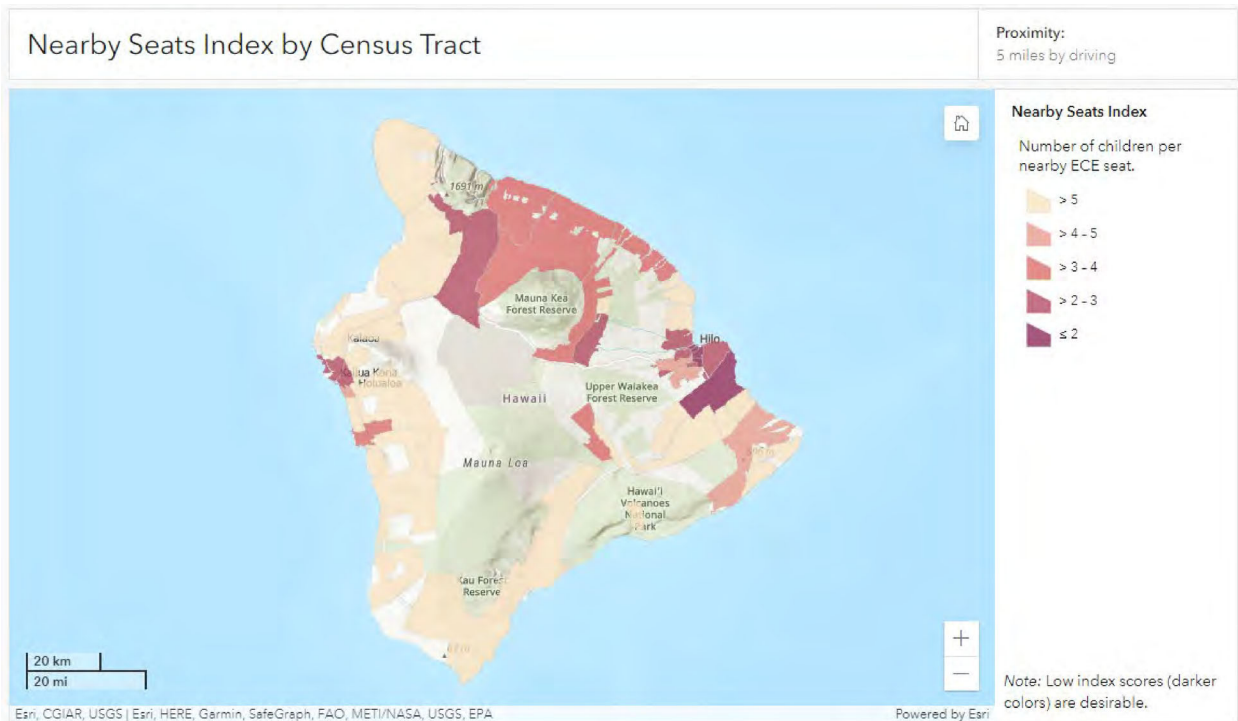 Nearby Seats Index by Census Tract
Proximity:
5 miles by driving
Nearby Seats Index
Number of children per
nearby ECE seat.
> 5
> 4 - 5
> 3 - 4
> 2 - 3
≤ 2
1691 m
Mauna Kea
Forest Reserve
Kalaoa
Hilo
Kailua Kona
Holualoa
Upper Waiakea
Forest Reserve
Hawaii
Mauna Loa
Hawai'i
Volcanoes
National
Park
Kau Forest
Reserve
20 km
20 mi
+
−
Note: Low index scores (darker
colors) are desirable.
Esri, CGIAR, USGS | Esri, HERE, Garmin, SafeGraph, FAO, METI/NASA, USGS, EPA
Powered by Esri